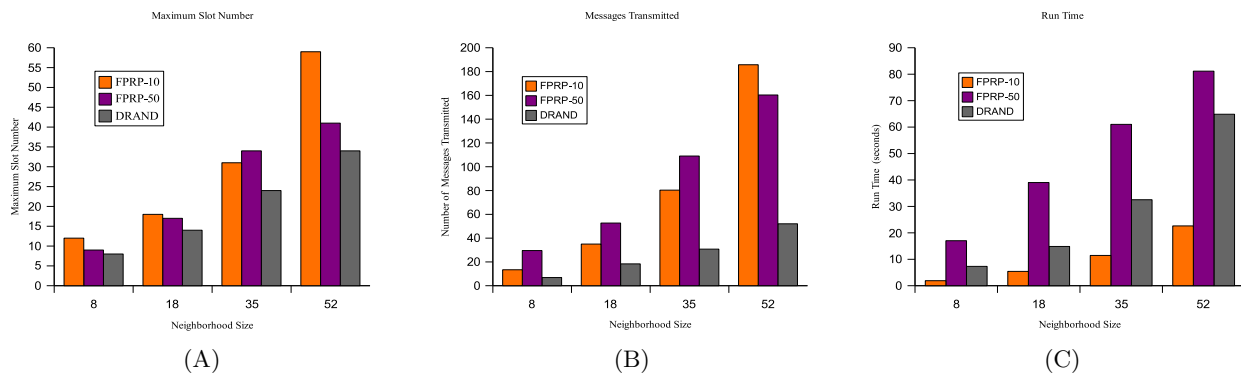 Maximum Slot Number
Maximum Slot Number
60
55
50
45
40
35
30
25
20
15
10
5
0
FPRP-10
FPRP-50
DRAND
8 18 35 52
Neighborhood Size
(A)
Messages Transmitted
Number of Messages Transmitted
200
180
160
140
120
100
80
60
40
20
0
FPRP-10
FPRP-50
DRAND
8 18 35 52
Neighborhood Size
(B)
Run Time
Run Time (seconds)
90
80
70
60
50
40
30
20
10
0
FPRP-10
FPRP-50
DRAND
8 18 35 52
Neighborhood Size
(C)